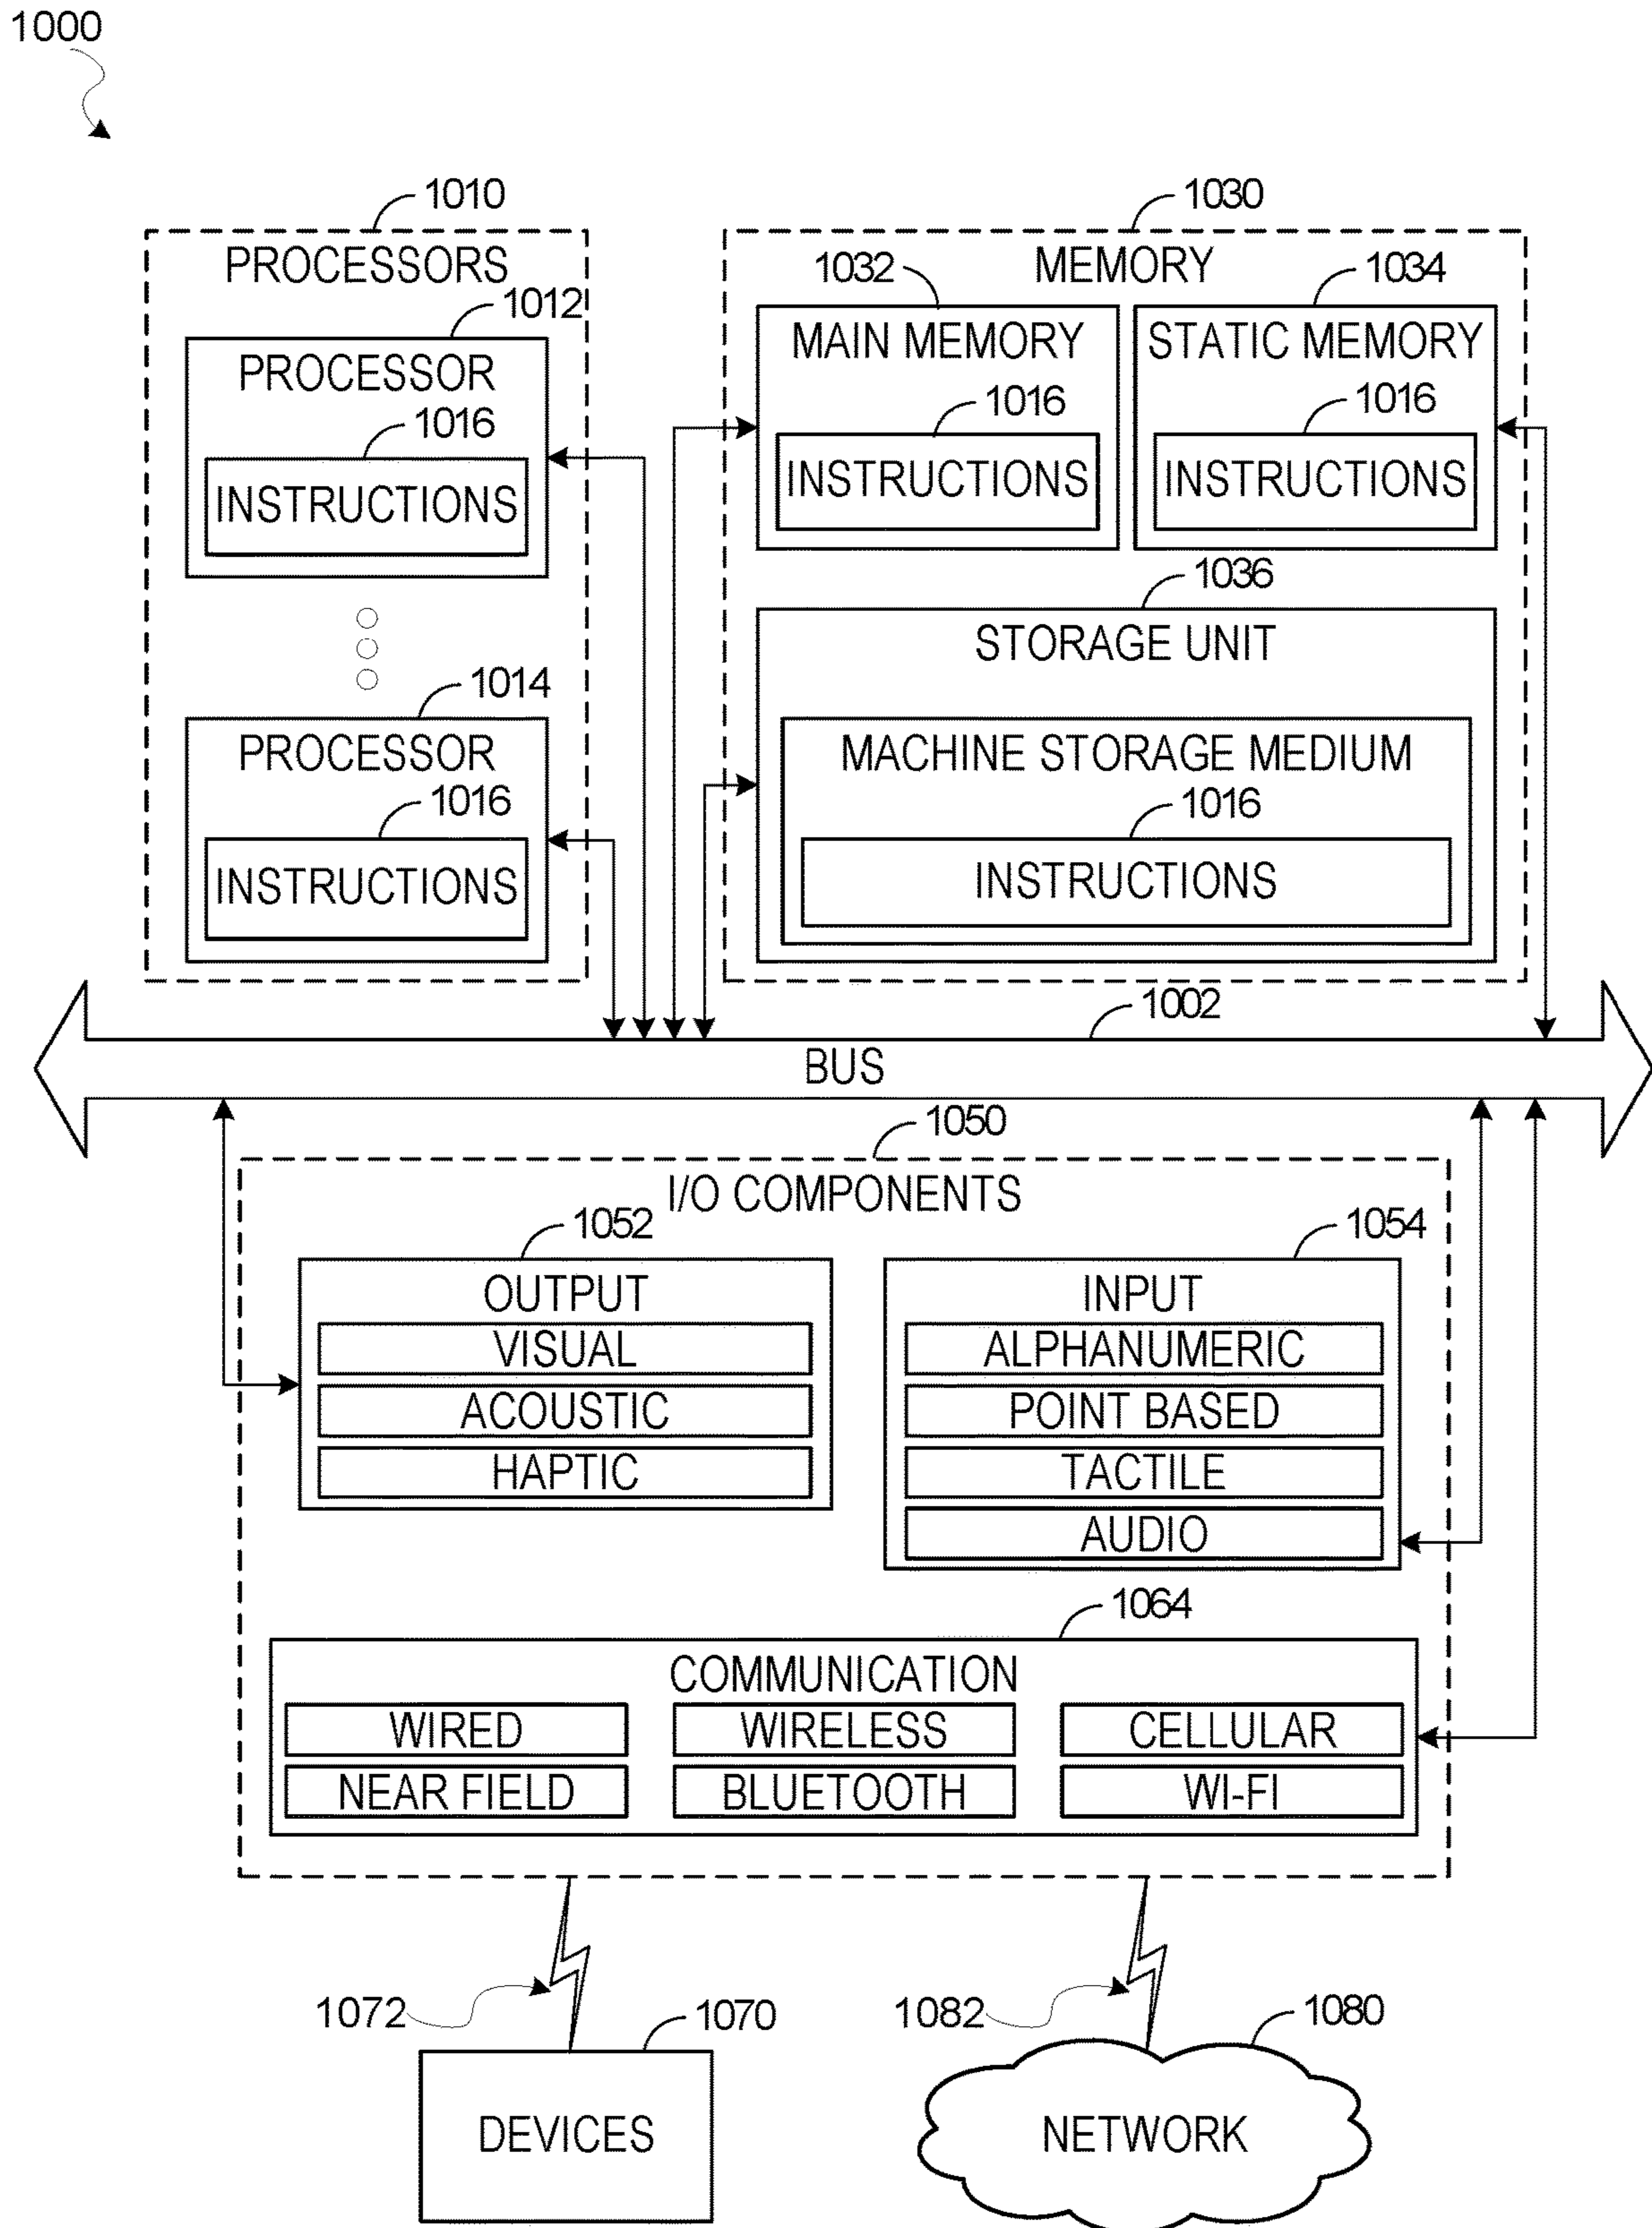 1000
1010
PROCESSORS
1012
PROCESSOR
1016
INSTRUCTIONS
1014
PROCESSOR
1016
INSTRUCTIONS
1030
MEMORY
1032
MAIN MEMORY
1016
INSTRUCTIONS
1034
STATIC MEMORY
1016
INSTRUCTIONS
1036
STORAGE UNIT
MACHINE STORAGE MEDIUM
1016
INSTRUCTIONS
1002
BUS
1050
I/O COMPONENTS
1052
OUTPUT
VISUAL
ACOUSTIC
HAPTIC
1054
INPUT
ALPHANUMERIC
POINT BASED
TACTILE
AUDIO
1064
COMMUNICATION
WIRED
WIRELESS
CELLULAR
NEAR FIELD
BLUETOOTH
WI-FI
1072
1070
DEVICES
1082
1080
NETWORK